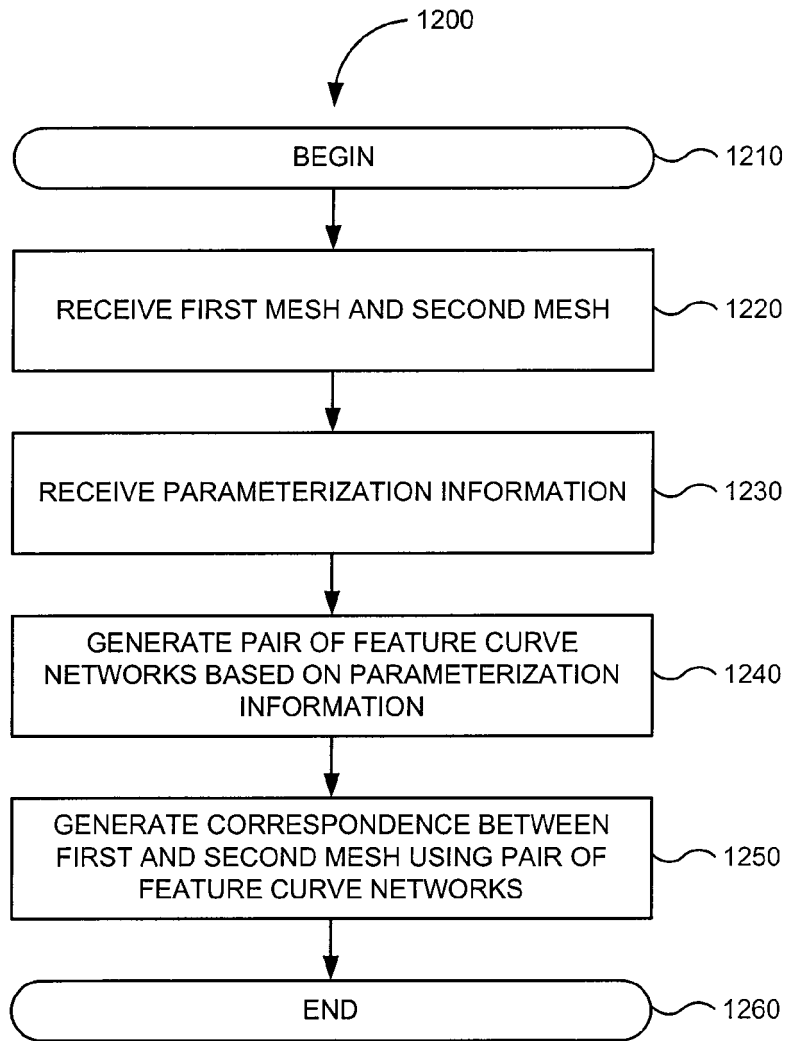 1200
BEGIN
1210
RECEIVE FIRST MESH AND SECOND MESH
1220
RECEIVE PARAMETERIZATION INFORMATION
1230
GENERATE PAIR OF FEATURE CURVE
NETWORKS BASED ON PARAMETERIZATION
INFORMATION
1240
GENERATE CORRESPONDENCE BETWEEN
FIRST AND SECOND MESH USING PAIR OF
FEATURE CURVE NETWORKS
1250
END
1260